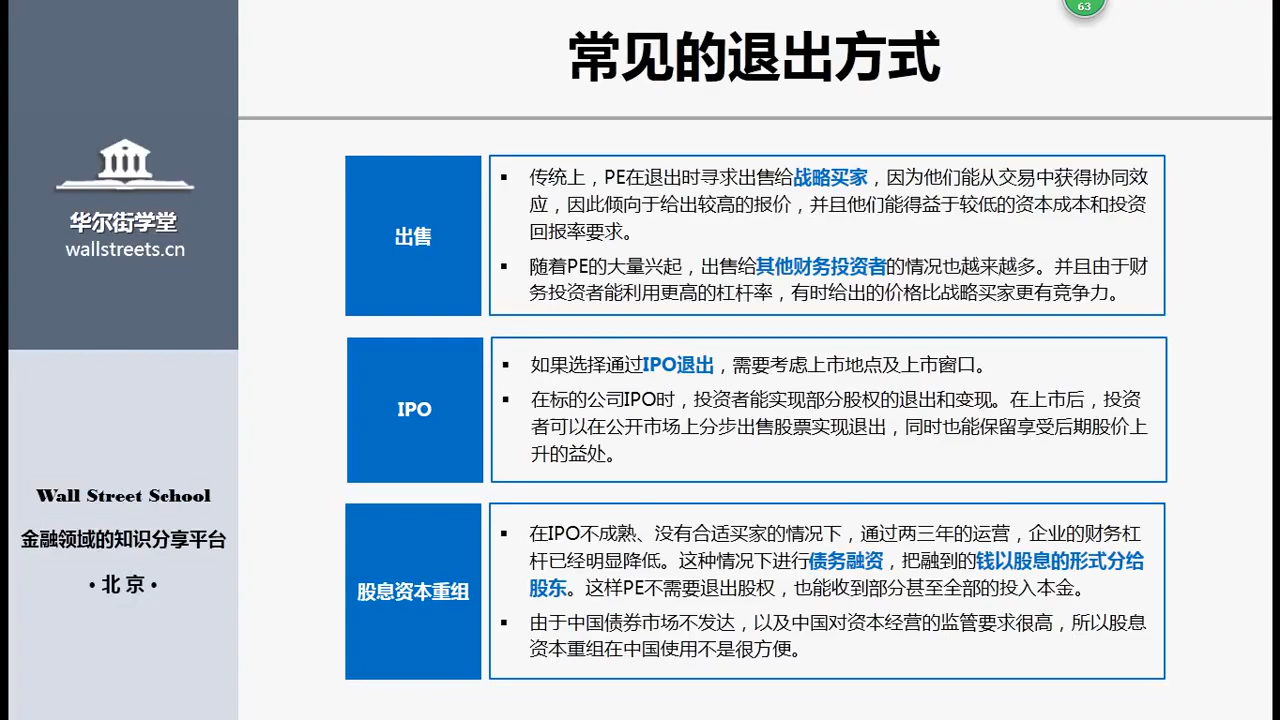 63
常见的退出方式
华尔街学堂
wallstreets.cn
Wall Street School
金融领域的知识分享平台
• 北 京 •
出售
▪ 传统上，PE在退出时寻求出售给战略买家，因为他们能从交易中获得协同效
应，因此倾向于给出较高的报价，并且他们能得益于较低的资本成本和投资
回报率要求。
▪ 随着PE的大量兴起，出售给其他财务投资者的情况也越来越多。并且由于财
务投资者能利用更高的杠杆率，有时给出的价格比战略买家更有竞争力。
IPO
▪ 如果选择通过IPO退出，需要考虑上市地点及上市窗口。
▪ 在标的公司IPO时，投资者能实现部分股权的退出和变现。在上市后，投资
者可以在公开市场上分步出售股票实现退出，同时也能保留享受后期股价上
升的益处。
股息资本重组
▪ 在IPO不成熟、没有合适买家的情况下，通过两三年的运营，企业的财务杠
杆已经明显降低。这种情况下进行债务融资，把融到的钱以股息的形式分给
股东。这样PE不需要退出股权，也能收到部分甚至全部的投入本金。
▪ 由于中国债券市场不发达，以及中国对资本经营的监管要求很高，所以股息
资本重组在中国使用不是很方便。